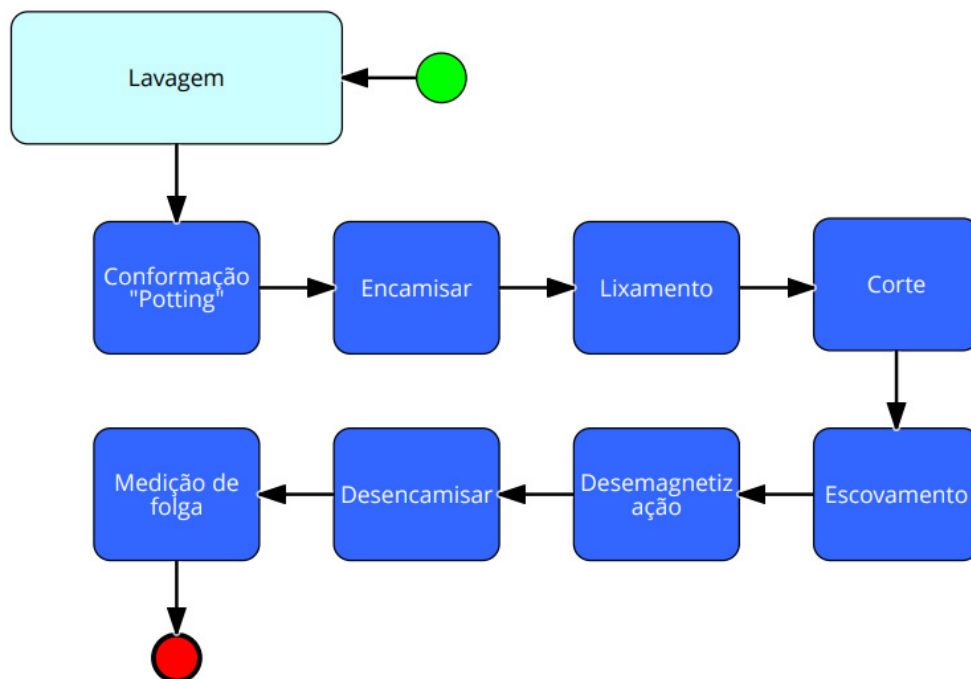 Lavagem
Conformação
"Potting"
Encamisar
Lixamento
Corte
Medição de
folga
Desencamisar
Desemagnetiz
ação
Escovamento